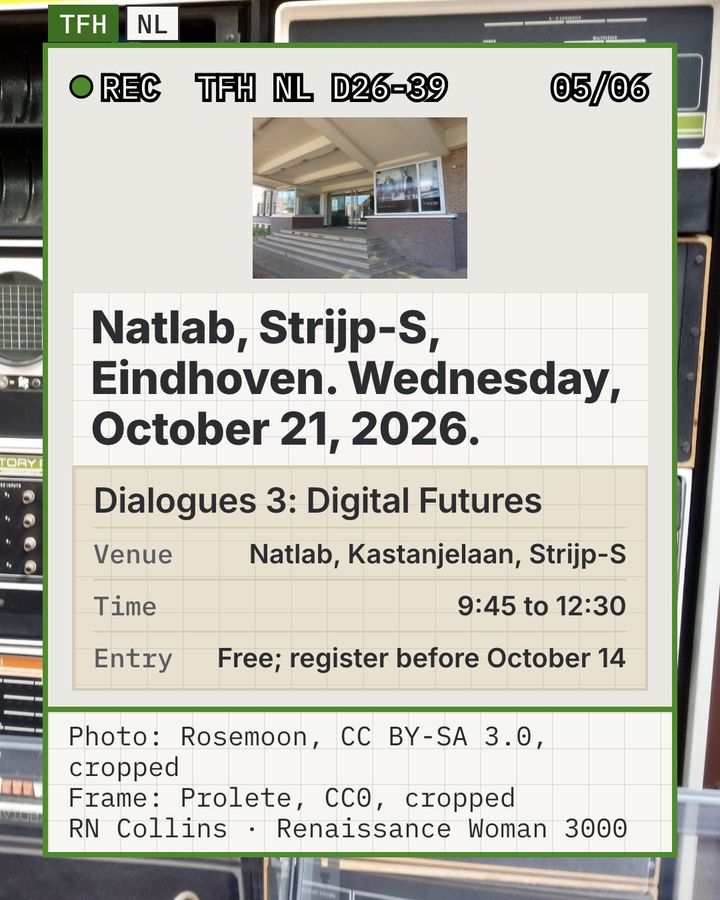 TFH NL
REC TFH NL D26-39 05/06
Natlab, Strijp-S,
Eindhoven. Wednesday,
October 21, 2026.
Dialogues 3: Digital Futures
Venue Natlab, Kastanjelaan, Strijp-S
Time 9:45 to 12:30
Entry Free; register before October 14
Photo: Rosemoon, CC BY-SA 3.0,
cropped
Frame: Prolete, CC0, cropped
RN Collins · Renaissance Woman 3000